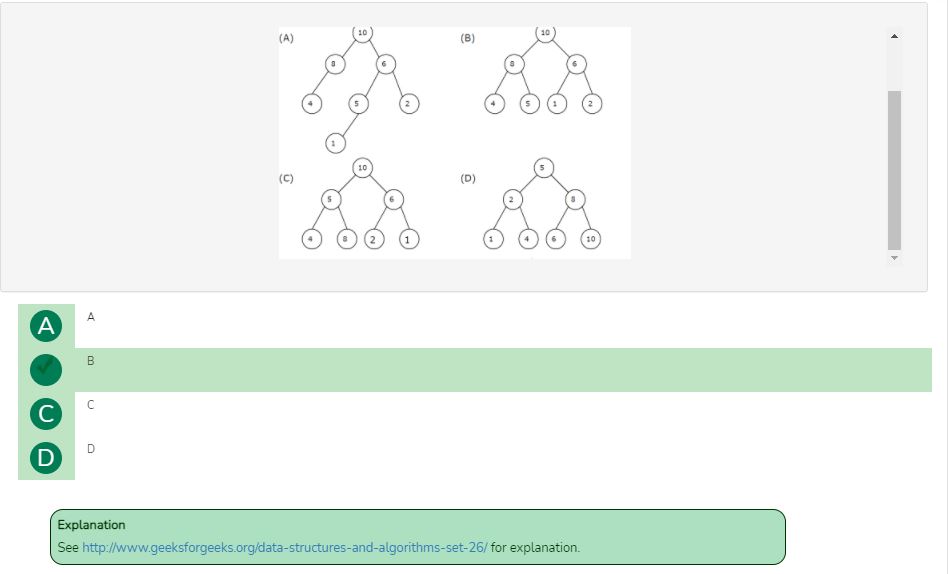 (A) 10 (B) 10
8 6 8 6
4 5 2 4 5 1 2
1
(C) 10 (D) 5
5 6 2 8
4 8 2 1 1 4 6 10
A A
B
C C
D D
Explanation
See http://www.geeksforgeeks.org/data-structures-and-algorithms-set-26/ for explanation.